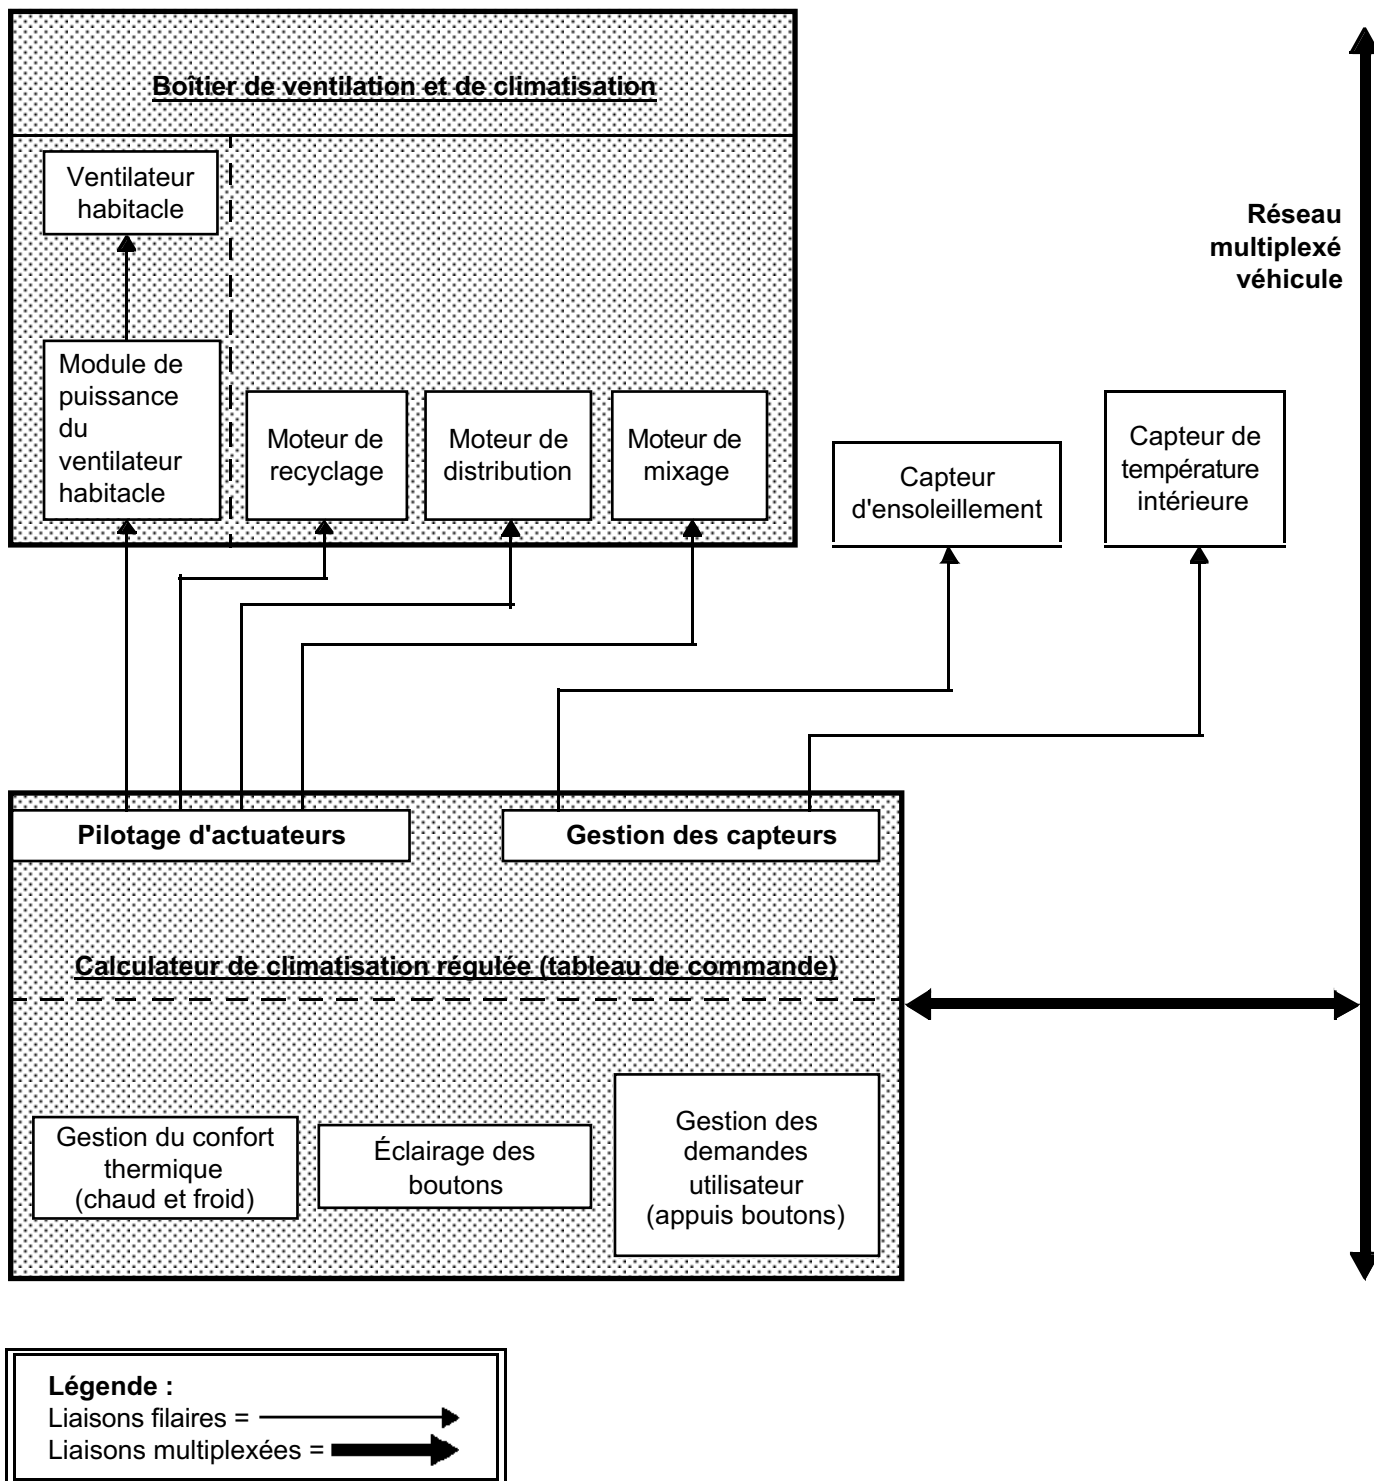 Boîtier de ventilation et de climatisation
Ventilateur
habitacle
Réseau
multiplexé
véhicule
Module de
puissance
du
ventilateur
habitacle
Moteur de
recyclage
Moteur de
distribution
Moteur de
mixage
Capteur
d'ensoleillement
Capteur de
température
intérieure
Pilotage d'actuateurs
Gestion des capteurs
Calculateur de climatisation régulée (tableau de commande)
Gestion du confort
thermique
(chaud et froid)
Éclairage des
boutons
Gestion des
demandes
utilisateur
(appuis boutons)
Légende :
Liaisons filaires =
Liaisons multiplexées =